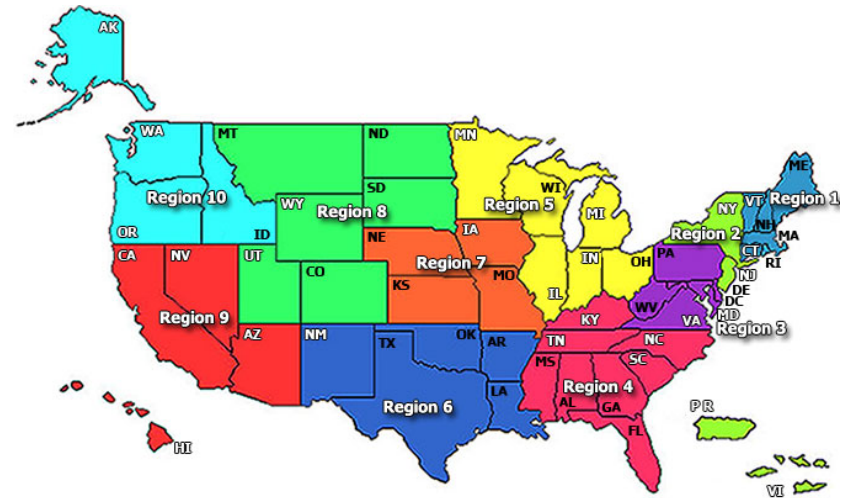 AK
WA
MT
ND
MN
ME
SD
WI
VT
Region 1
Region 10
WY
Region 8
Region 5
MI
NY
NH
OR
ID
NE
IA
Region 2
MA
CA
NV
UT
CO
Region 7
MO
IN
OH
PA
CT
RI
NJ
KS
IL
DE
DC
WV
MD
Region 9
KY
VA
Region 3
AZ
NM
TX
OK
AR
TN
NC
MS
SC
Region 6
LA
Region 4
AL
GA
FL
PR
HI
VI